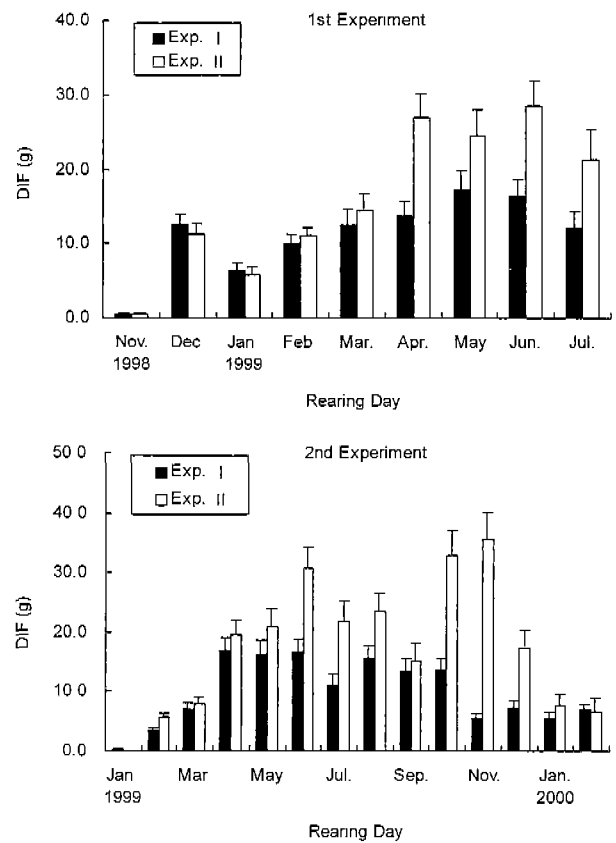 1st Experiment
40.0
30.0
20.0
10.0
0.0
DIF (g)
Exp. I
Exp. II
Nov. Dec Jan Feb Mar. Apr. May Jun. Jul.
1998 1999
Rearing Day
2nd Experiment
50 0
40 0
30.0
20.0
10 0
0.0
DIF (g)
Exp. I
Exp. II
Jan Mar May Jul. Sep. Nov. Jan.
1999 2000
Rearing Day